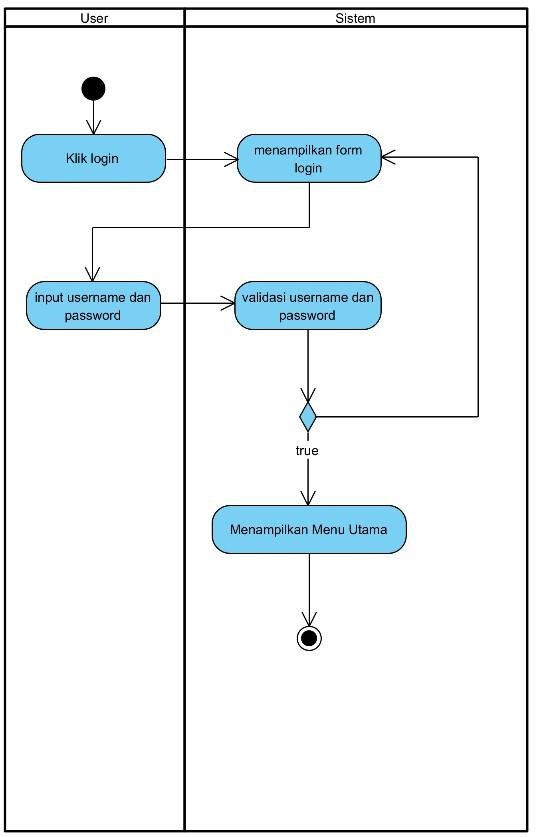 User
Sistem
Klik login
menampilkan form
login
input username dan
password
validasi username dan
password
true
Menampilkan Menu Utama